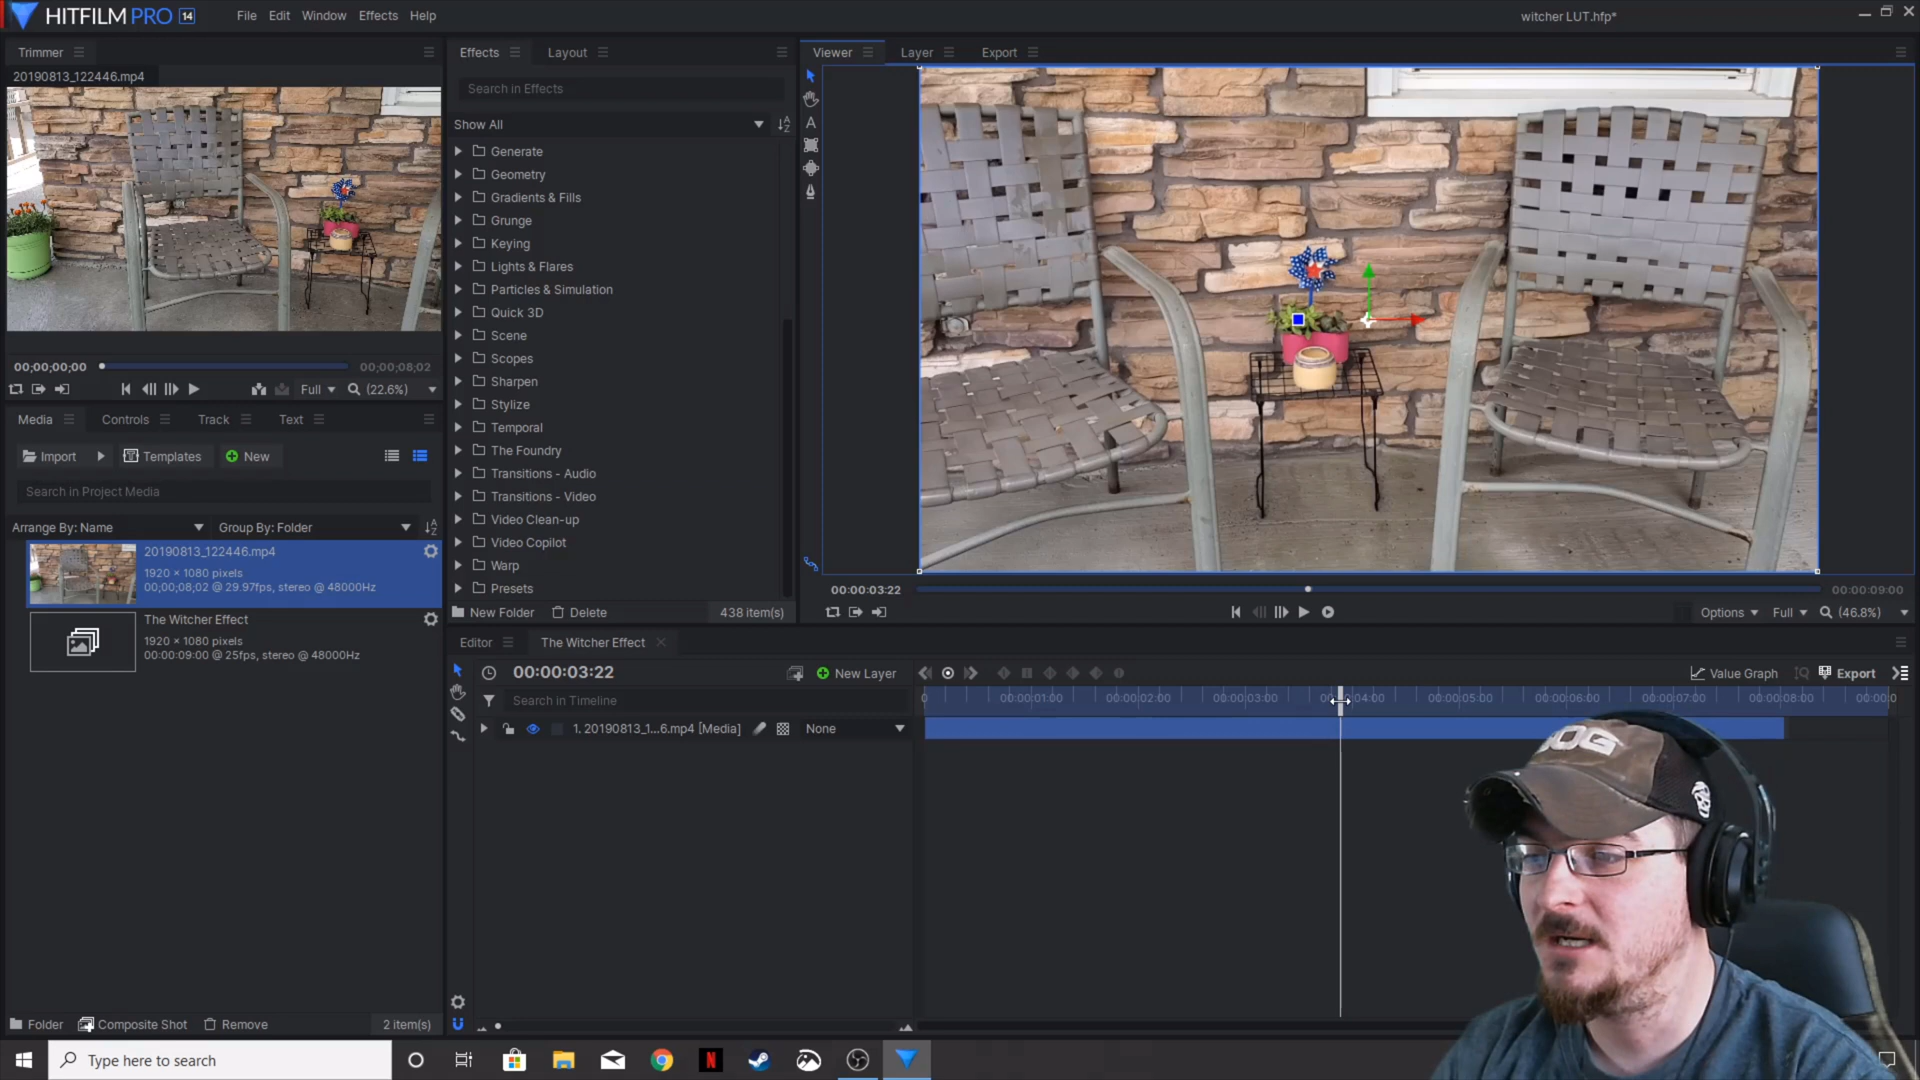 HITFILM PRO 14
File Edit Window Effects Help
witcher LUT.hfp*
Trimmer
20190813_122446.mp4
00;00;00;00
00;00;08;02
Full (22.6%)
Media Controls Track Text
Import Templates New
Search in Project Media
Arrange By: Name Group By: Folder
20190813_122446.mp4
1920 × 1080 pixels
00;00;08;02 @ 29.97fps, stereo @ 48000Hz
The Witcher Effect
1920 × 1080 pixels
00:00:09:00 @ 25fps, stereo @ 48000Hz
Folder Composite Shot Remove 2 item(s)
Effects Layout
Search in Effects
Show All
Generate
Geometry
Gradients & Fills
Grunge
Keying
Lights & Flares
Particles & Simulation
Quick 3D
Scene
Scopes
Sharpen
Stylize
Temporal
The Foundry
Transitions - Audio
Transitions - Video
Video Clean-up
Video Copilot
Warp
Presets
New Folder Delete 438 item(s)
Viewer Layer Export
00:00:03:22
00:00:09:00
Options Full (46.8%)
Editor The Witcher Effect
00:00:03:22 New Layer Value Graph Export
Search in Timeline
0 00:00:01:00 00:00:02:00 00:00:03:00 00:00:04:00 00:00:05:00 00:00:06:00 00:00:07:00 00:00:08:00 00:00:0
1. 20190813_1...6.mp4 [Media] None
Type here to search